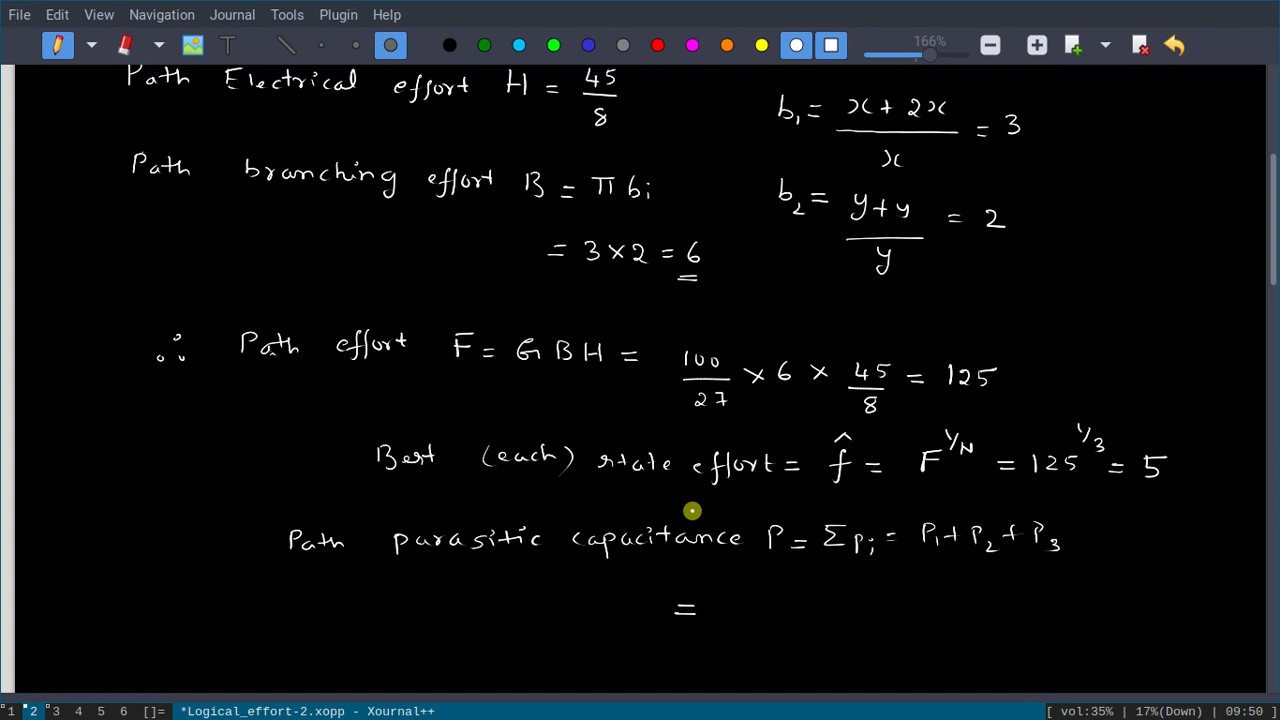 File Edit View Navigation Journal Tools Plugin Help
166%
Path Electrical effort H = 45/8
b₁ = (x + 2x)/x = 3
Path branching effort B = π bᵢ
b₂ = (y + y)/y = 2
= 3 × 2 = 6
∴ Path effort F = G B H = 100/27 × 6 × 45/8 = 125
Best (each) state effort = f̂ = F^(1/N) = 125^(1/3) = 5
Path parasitic capacitance P = Σ pᵢ = P₁ + P₂ + P₃
=
1 2 3 4 5 6 []= *Logical_effort-2.xopp - Xournal++ [ vol:35% | 17%(Down) | 09:50 ]